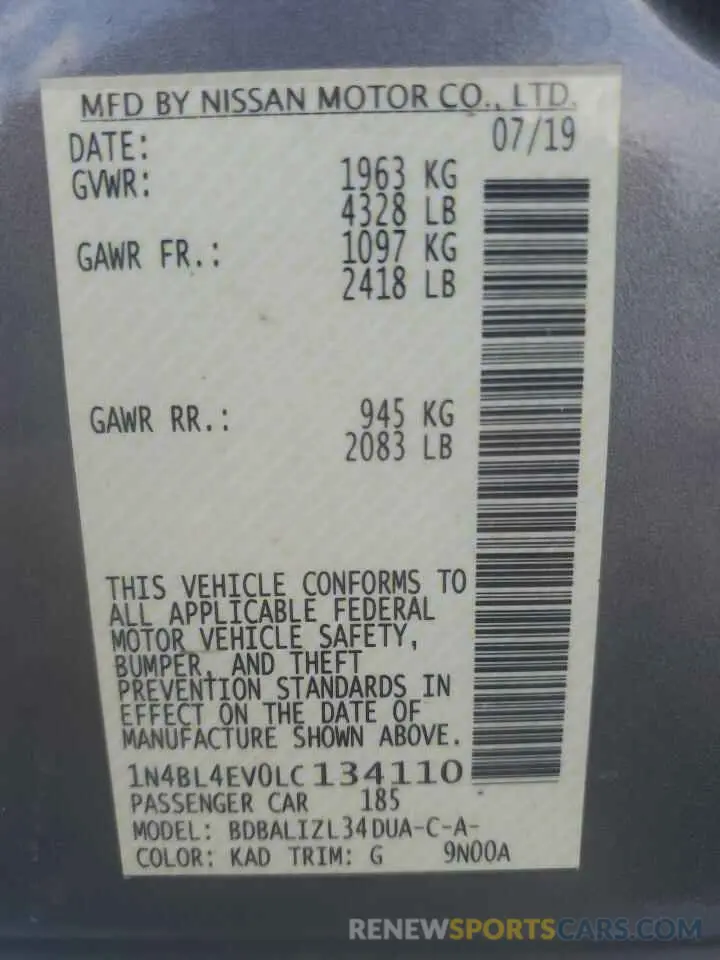 MFD BY NISSAN MOTOR CO., LTD.
DATE: 07/19
GVWR: 1963 KG
4328 LB
GAWR FR.: 1097 KG
2418 LB
GAWR RR.: 945 KG
2083 LB
THIS VEHICLE CONFORMS TO
ALL APPLICABLE FEDERAL
MOTOR VEHICLE SAFETY,
BUMPER, AND THEFT
PREVENTION STANDARDS IN
EFFECT ON THE DATE OF
MANUFACTURE SHOWN ABOVE.
1N4BL4EV0LC134110
PASSENGER CAR 185
MODEL: BDBALIZL34DUA-C-A-
COLOR: KAD TRIM: G 9N00A
RENEWSPORTSCARS.COM